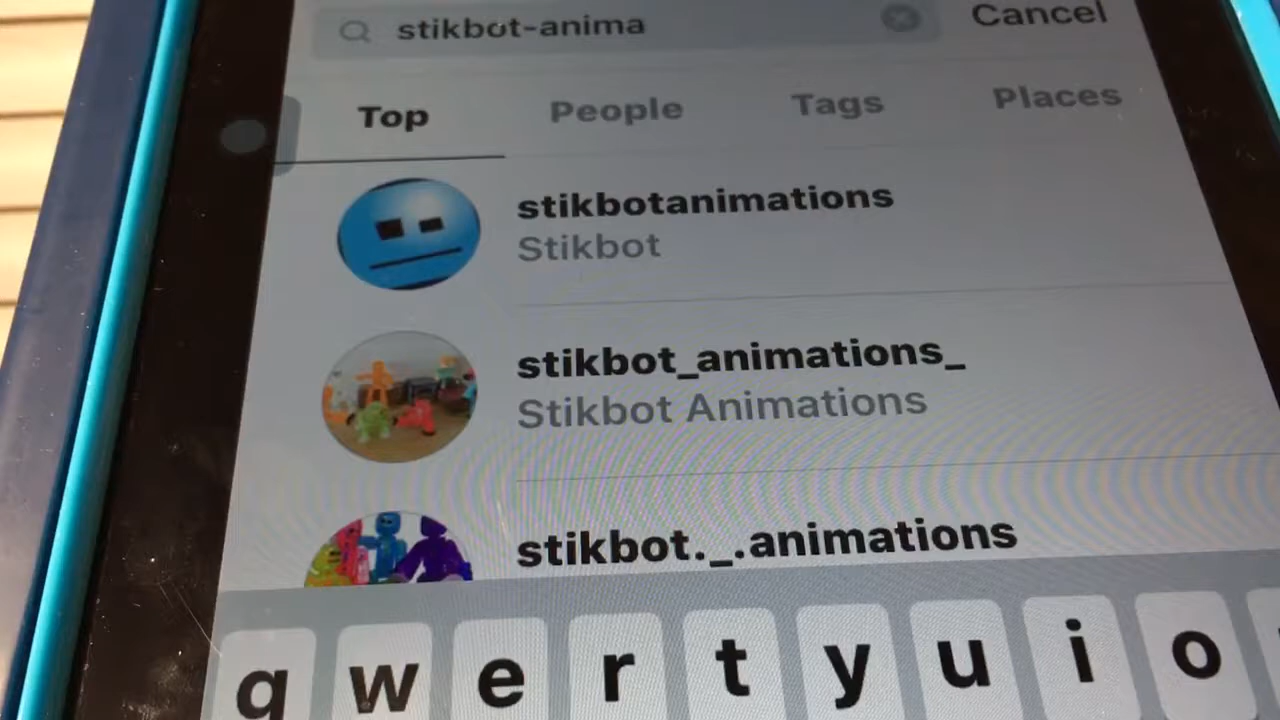 stikbot-anima
Cancel
Top People Tags Places
stikbotanimations
Stikbot
stikbot_animations_
Stikbot Animations
stikbot._.animations
q w e r t y u i o